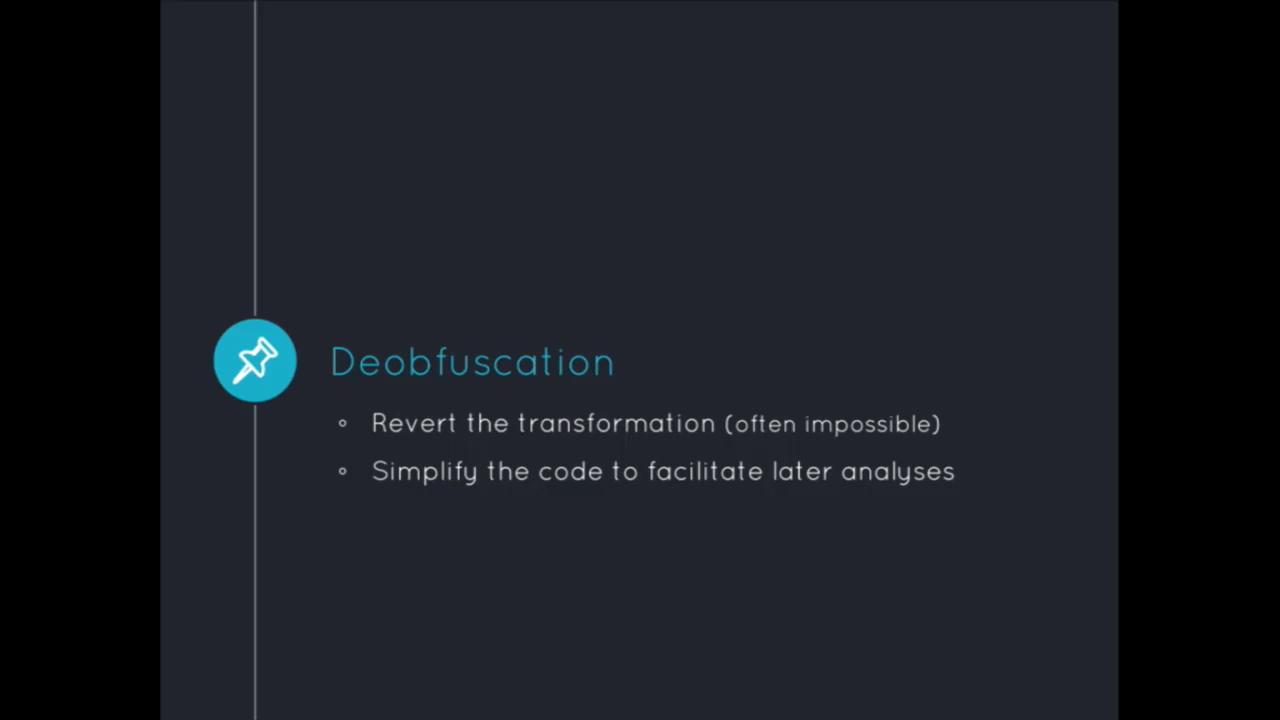 Deobfuscation
Revert the transformation (often impossible)
Simplify the code to facilitate later analyses